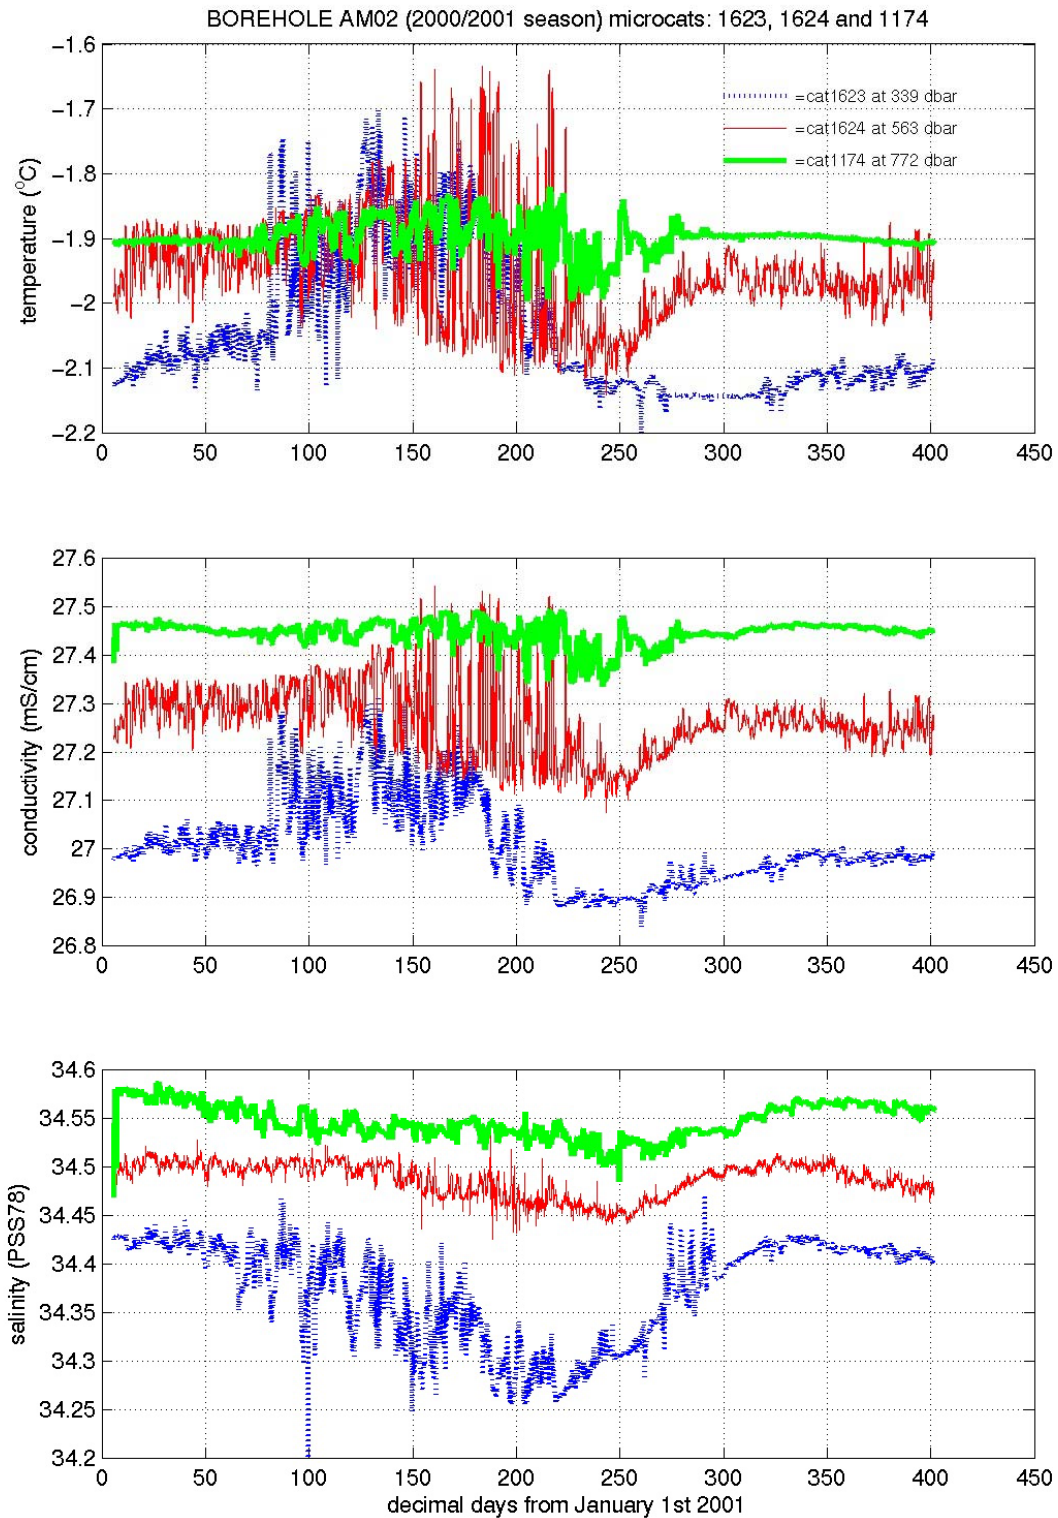 BOREHOLE AM02 (2000/2001 season) microcats: 1623, 1624 and 1174
−1.6
−1.7
−1.8
−1.9
−2
−2.1
−2.2
temperature (°C)
=cat1623 at 339 dbar
=cat1624 at 563 dbar
=cat1174 at 772 dbar
0 50 100 150 200 250 300 350 400 450
27.6
27.5
27.4
27.3
27.2
27.1
27
26.9
26.8
conductivity (mS/cm)
0 50 100 150 200 250 300 350 400 450
34.6
34.55
34.5
34.45
34.4
34.35
34.3
34.25
34.2
salinity (PSS78)
0 50 100 150 200 250 300 350 400 450
decimal days from January 1st 2001